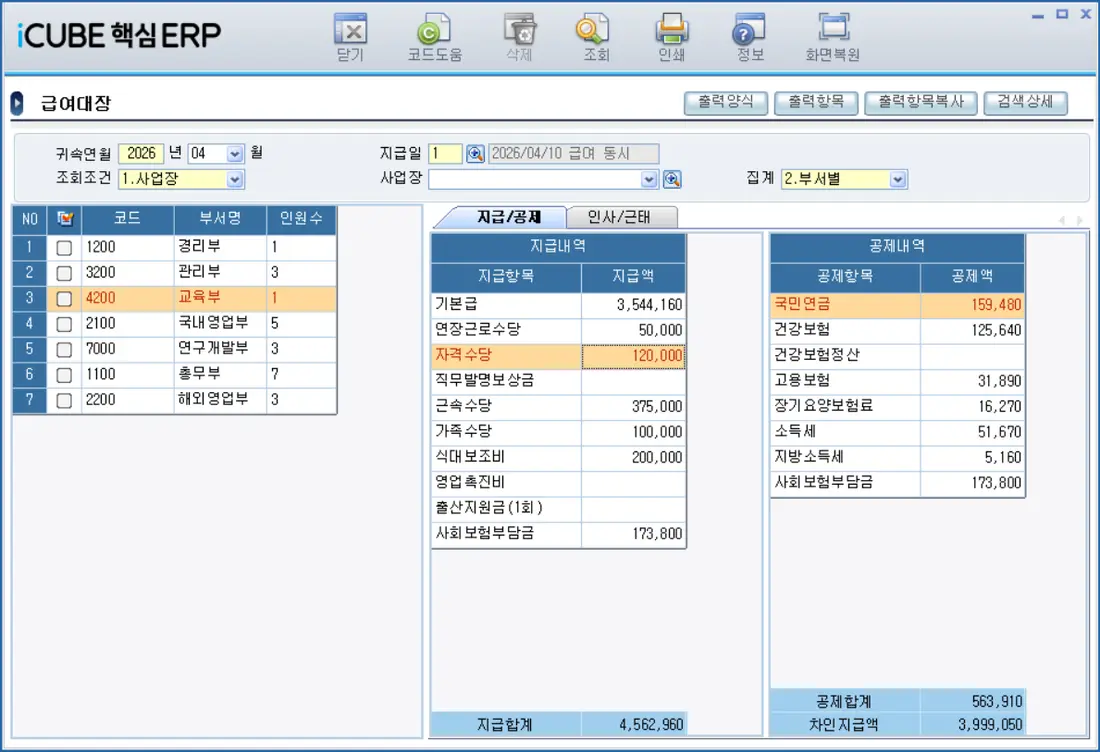 iCUBE 핵심ERP
닫기 코드도움 삭제 조회 인쇄 정보 화면복원
급여대장
출력양식 출력항목 출력항목복사 검색상세
귀속연월 2026 년 04 월 지급일 1 2026/04/10 급여 동시
조회조건 1.사업장 사업장 집계 2.부서별
NO 코드 부서명 인원수
1 1200 경리부 1
2 3200 관리부 3
3 4200 교육부 1
4 2100 국내영업부 5
5 7000 연구개발부 3
6 1100 총무부 7
7 2200 해외영업부 3
지급/공제 인사/근태
지급내역
지급항목 지급액
기본급 3,544,160
연장근로수당 50,000
자격수당 120,000
직무발명보상금
근속수당 375,000
가족수당 100,000
식대보조비 200,000
영업촉진비
출산지원금(1회)
사회보험부담금 173,800
지급합계 4,562,960
공제내역
공제항목 공제액
국민연금 159,480
건강보험 125,640
건강보험정산
고용보험 31,890
장기요양보험료 16,270
소득세 51,670
지방소득세 5,160
사회보험부담금 173,800
공제합계 563,910
차인지급액 3,999,050